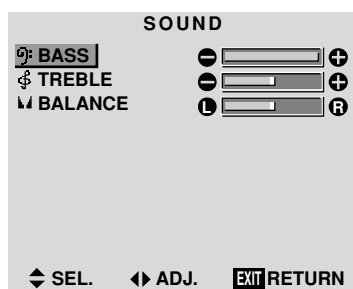 SOUND
BASS
TREBLE
BALANCE L R
SEL. ADJ. EXIT RETURN